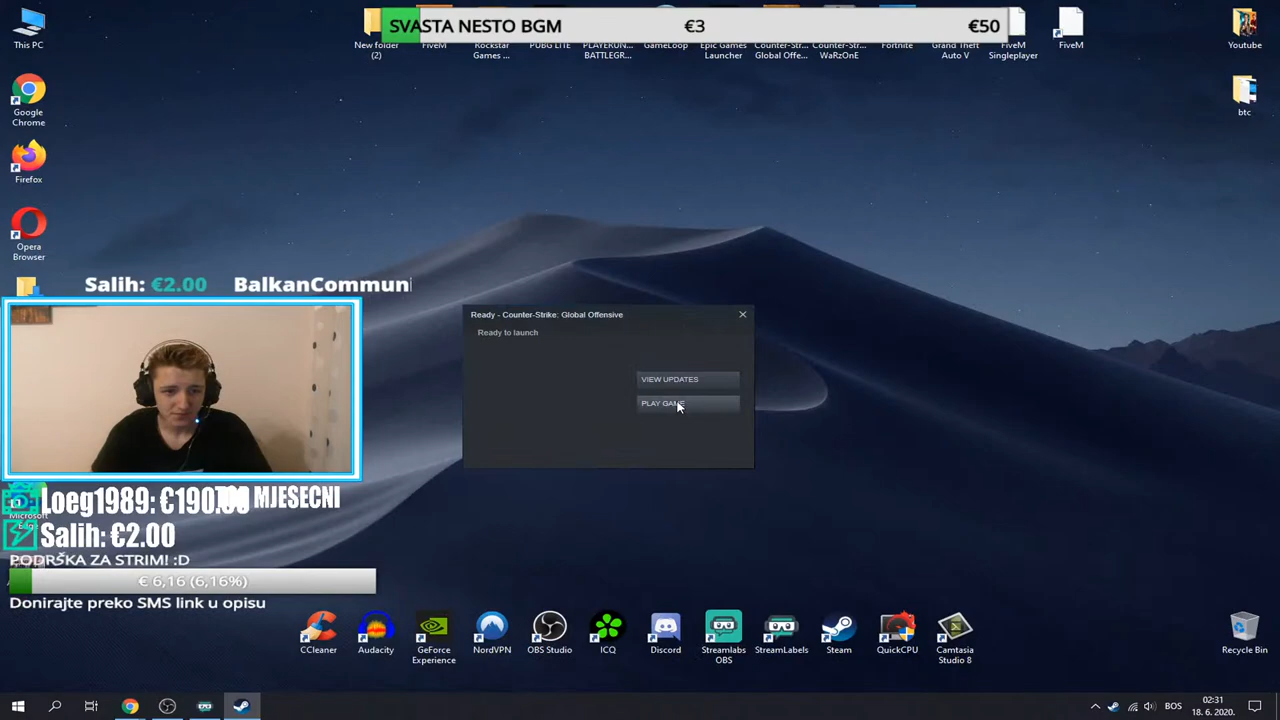 SVASTA NESTO BGM €3 €50
This PC
New folder
(2)
FiveM
Rockstar
Games ...
PUBG LITE
PLAYERUN...
BATTLEGR...
GameLoop
Epic Games
Launcher
Counter-Str...
Global Offe...
Counter-Str...
WaRzOnE
Fortnite
Grand Theft
Auto V
FiveM
Singleplayer
FiveM
Youtube
btc
Google
Chrome
Firefox
Opera
Browser
Salih: €2.00 BalkanCommuni
Ready - Counter-Strike: Global Offensive
Ready to launch
VIEW UPDATES
PLAY GAME
Loeg1989: €190.
MJESECNI
Microsoft
Edge
Salih: €2.00
PODRŠKA ZA STRIM! :D
€ 6,16 (6,16%)
Donirajte preko SMS link u opisu
CCleaner
Audacity
GeForce
Experience
NordVPN
OBS Studio
ICQ
Discord
Streamlabs
OBS
StreamLabels
Steam
QuickCPU
Camtasia
Studio 8
Recycle Bin
BOS
02:31
18. 6. 2020.